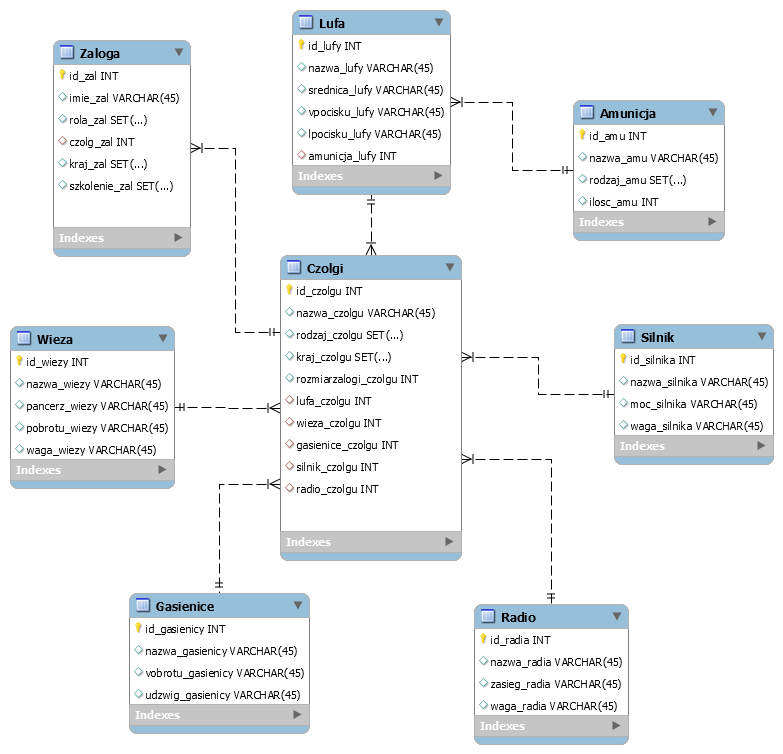 Lufa
id_lufy INT
nazwa_lufy VARCHAR(45)
srednica_lufy VARCHAR(45)
vpocisku_lufy VARCHAR(45)
lpocisku_lufy VARCHAR(45)
amunicja_lufy INT
Indexes
Zaloga
id_zal INT
imie_zal VARCHAR(45)
rola_zal SET(...)
czolg_zal INT
kraj_zal SET(...)
szkolenie_zal SET(...)
Indexes
Amunicja
id_amu INT
nazwa_amu VARCHAR(45)
rodzaj_amu SET(...)
ilosc_amu INT
Indexes
Czolgi
id_czolgu INT
nazwa_czolgu VARCHAR(45)
rodzaj_czolgu SET(...)
kraj_czolgu SET(...)
rozmiarzalogi_czolgu INT
lufa_czolgu INT
wieza_czolgu INT
gasienice_czolgu INT
silnik_czolgu INT
radio_czolgu INT
Indexes
Wieza
id_wiezy INT
nazwa_wiezy VARCHAR(45)
pancerz_wiezy VARCHAR(45)
pobrotu_wiezy VARCHAR(45)
waga_wiezy VARCHAR(45)
Indexes
Silnik
id_silnika INT
nazwa_silnika VARCHAR(45)
moc_silnika VARCHAR(45)
waga_silnika VARCHAR(45)
Indexes
Gasienice
id_gasienicy INT
nazwa_gasienicy VARCHAR(45)
vobrotu_gasienicy VARCHAR(45)
udzwig_gasienicy VARCHAR(45)
Indexes
Radio
id_radia INT
nazwa_radia VARCHAR(45)
zasieg_radia VARCHAR(45)
waga_radia VARCHAR(45)
Indexes